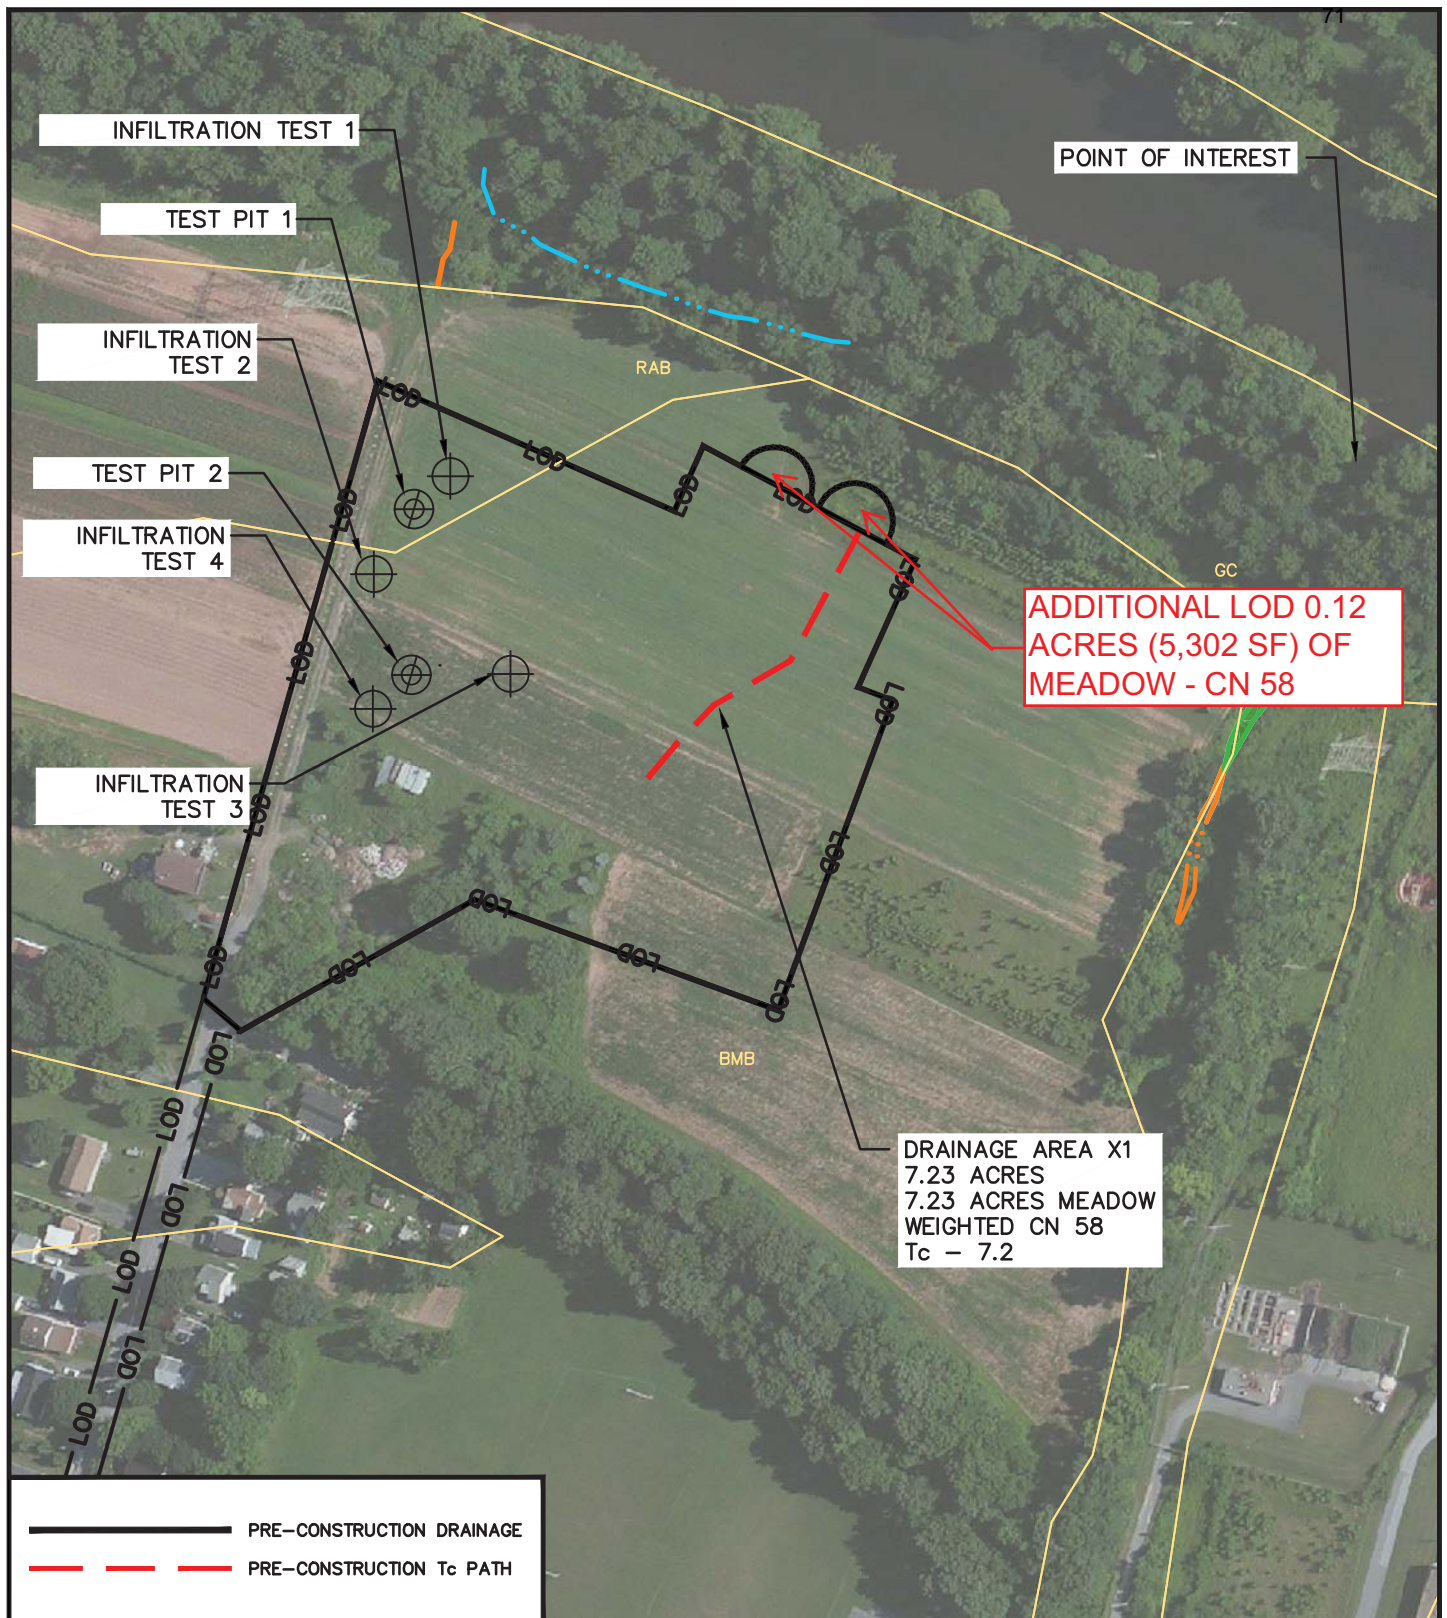 71
INFILTRATION TEST 1
POINT OF INTEREST
TEST PIT 1
INFILTRATION
TEST 2
RAB
LOD
LOD
LOD
LOD
LOD
TEST PIT 2
INFILTRATION
TEST 4
GC
LOD
ADDITIONAL LOD 0.12
ACRES (5,302 SF) OF
MEADOW - CN 58
LOD
LOD
INFILTRATION
TEST 3
LOD
LOD
LOD
LOD
LOD
LOD
LOD
LOD
BMB
LOD
DRAINAGE AREA X1
7.23 ACRES
7.23 ACRES MEADOW
WEIGHTED CN 58
Tc - 7.2
LOD
LOD
LOD
LOD
PRE-CONSTRUCTION DRAINAGE
PRE-CONSTRUCTION Tc PATH